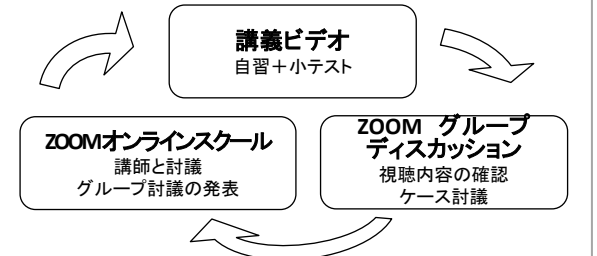 講義ビデオ
自習＋小テスト
ZOOMオンラインスクール
講師と討議
グループ討議の発表
ZOOM グループ
ディスカッション
視聴内容の確認
ケース討議